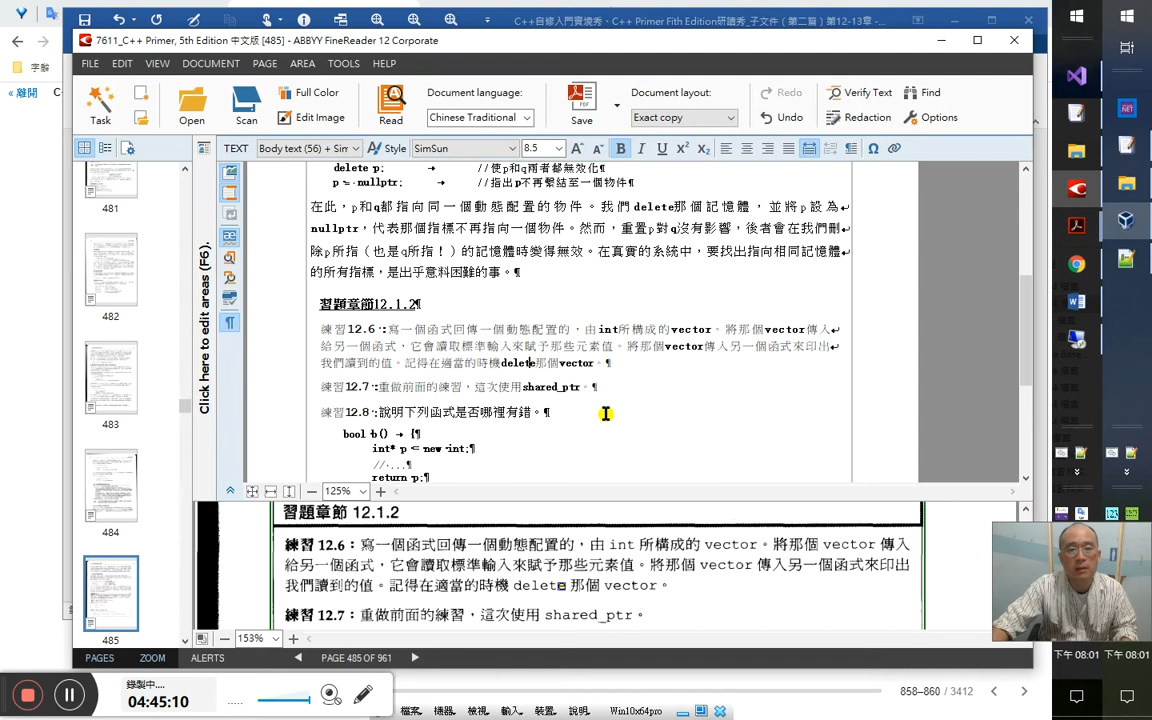 C++自修入門實境秀、C++ Primer Fith Edition研讀秀_子文件（第二篇）第12-13章 - ...
7611_C++ Primer, 5th Edition 中文版 [485] - ABBYY FineReader 12 Corporate
字幹
« 離開
FILE EDIT VIEW DOCUMENT PAGE AREA TOOLS HELP
Task
Open
Scan
Full Color
Edit Image
Read
Document language:
Chinese Traditional
Save
Document layout:
Exact copy
Redo
Undo
Verify Text
Redaction
Find
Options
TEXT Body text (56) + Sim Style SimSun 8.5
481
482
483
484
485
Click here to edit areas (F6).
delete p; → //使p和q兩者都無效化¶
p = nullptr; → //指出p不再繫結至一個物件¶
在此，p和q都指向同一個動態配置的物件。我們delete那個記憶體，並將p設為
nullptr，代表那個指標不再指向一個物件。然而，重置p對q沒有影響，後者會在我們刪
除p所指（也是q所指！）的記憶體時變得無效。在真實的系統中，要找出指向相同記憶體
的所有指標，是出乎意料困難的事。¶
習題章節12.1.2¶
練習12.6：寫一個函式回傳一個動態配置的，由int所構成的vector。將那個vector傳入
給另一個函式，它會讀取標準輸入來賦予那些元素值。將那個vector傳入另一個函式來印出
我們讀到的值。記得在適當的時機delete那個vector。¶
練習12.7：重做前面的練習，這次使用shared_ptr。¶
練習12.8：說明下列函式是否哪裡有錯。¶
bool b() → {¶
int* p = new int;¶
//...¶
return p;¶
125%
習題章節 12.1.2
練習 12.6：寫一個函式回傳一個動態配置的，由 int 所構成的 vector。將那個 vector 傳入
給另一個函式，它會讀取標準輸入來賦予那些元素值。將那個 vector 傳入另一個函式來印出
我們讀到的值。記得在適當的時機 delete 那個 vector。
練習 12.7：重做前面的練習，這次使用 shared_ptr。
153%
PAGES ZOOM ALERTS PAGE 485 OF 961
下午 08:01 下午 08:01
錄製中....
04:45:10
858–860 / 3412
檔案, 機器, 檢視, 輸入, 裝置, 說明, Win10x64pro